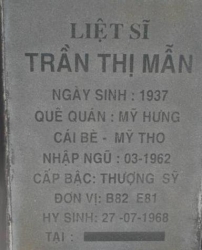 LIỆT SĨ
TRẦN THỊ MẪN
NGÀY SINH : 1937
QUÊ QUÁN : MỸ HƯNG
CÁI BÈ - MỸ THO
NHẬP NGŨ : 03-1962
CẤP BẬC: THƯỢNG SỸ
ĐƠN VỊ: B82 E81
HY SINH: 27-07-1968
TẠI :